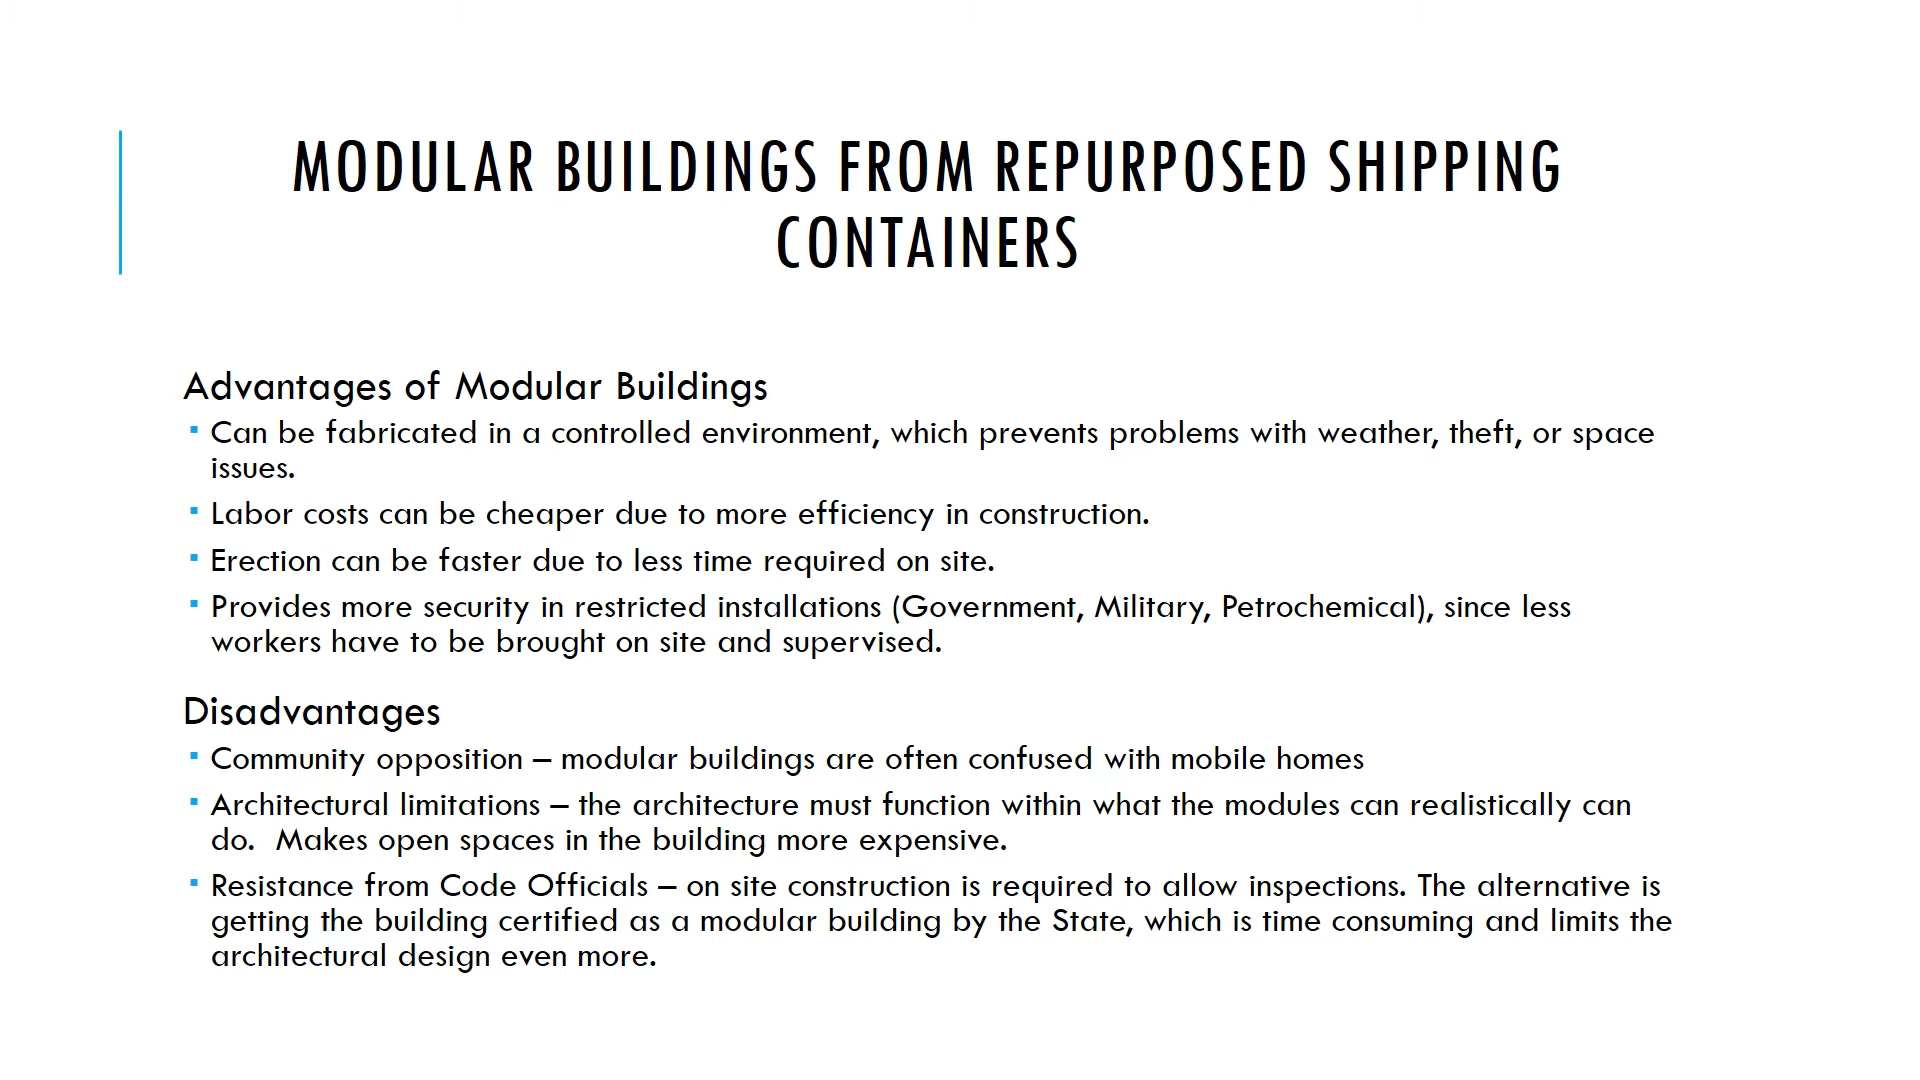 MODULAR BUILDINGS FROM REPURPOSED SHIPPING
CONTAINERS
Advantages of Modular Buildings
▪ Can be fabricated in a controlled environment, which prevents problems with weather, theft, or space
issues.
▪ Labor costs can be cheaper due to more efficiency in construction.
▪ Erection can be faster due to less time required on site.
▪ Provides more security in restricted installations (Government, Military, Petrochemical), since less
workers have to be brought on site and supervised.
Disadvantages
▪ Community opposition – modular buildings are often confused with mobile homes
▪ Architectural limitations – the architecture must function within what the modules can realistically can
do.  Makes open spaces in the building more expensive.
▪ Resistance from Code Officials – on site construction is required to allow inspections. The alternative is
getting the building certified as a modular building by the State, which is time consuming and limits the
architectural design even more.